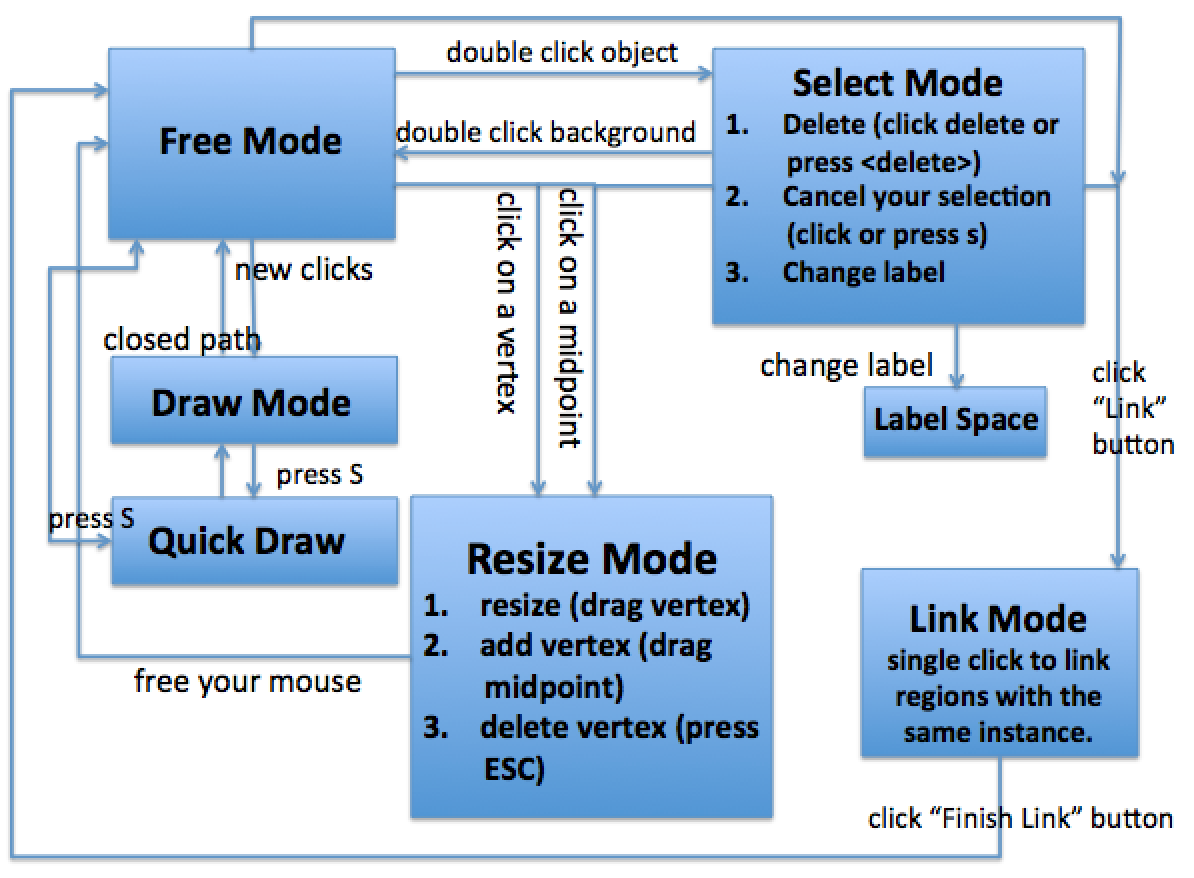 double click object
Free Mode
double click background
Select Mode
1. Delete (click delete or
press <delete>)
2. Cancel your selection
(click or press s)
3. Change label
new clicks
closed path
click on a vertex
click on a midpoint
change label
Label Space
click
“Link”
button
Draw Mode
press S
press S
Quick Draw
Resize Mode
1. resize (drag vertex)
2. add vertex (drag
midpoint)
3. delete vertex (press
ESC)
free your mouse
Link Mode
single click to link
regions with the
same instance.
click “Finish Link” button